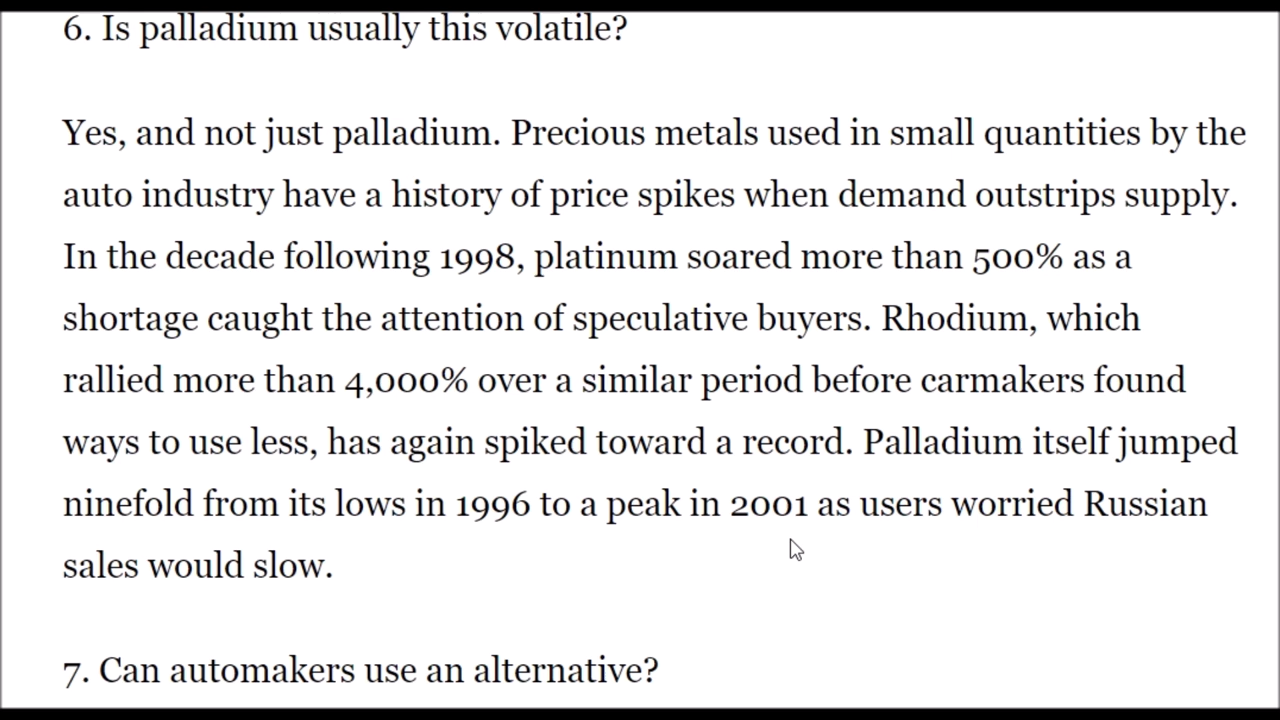 6. Is palladium usually this volatile?
Yes, and not just palladium. Precious metals used in small quantities by the
auto industry have a history of price spikes when demand outstrips supply.
In the decade following 1998, platinum soared more than 500% as a
shortage caught the attention of speculative buyers. Rhodium, which
rallied more than 4,000% over a similar period before carmakers found
ways to use less, has again spiked toward a record. Palladium itself jumped
ninefold from its lows in 1996 to a peak in 2001 as users worried Russian
sales would slow.
7. Can automakers use an alternative?